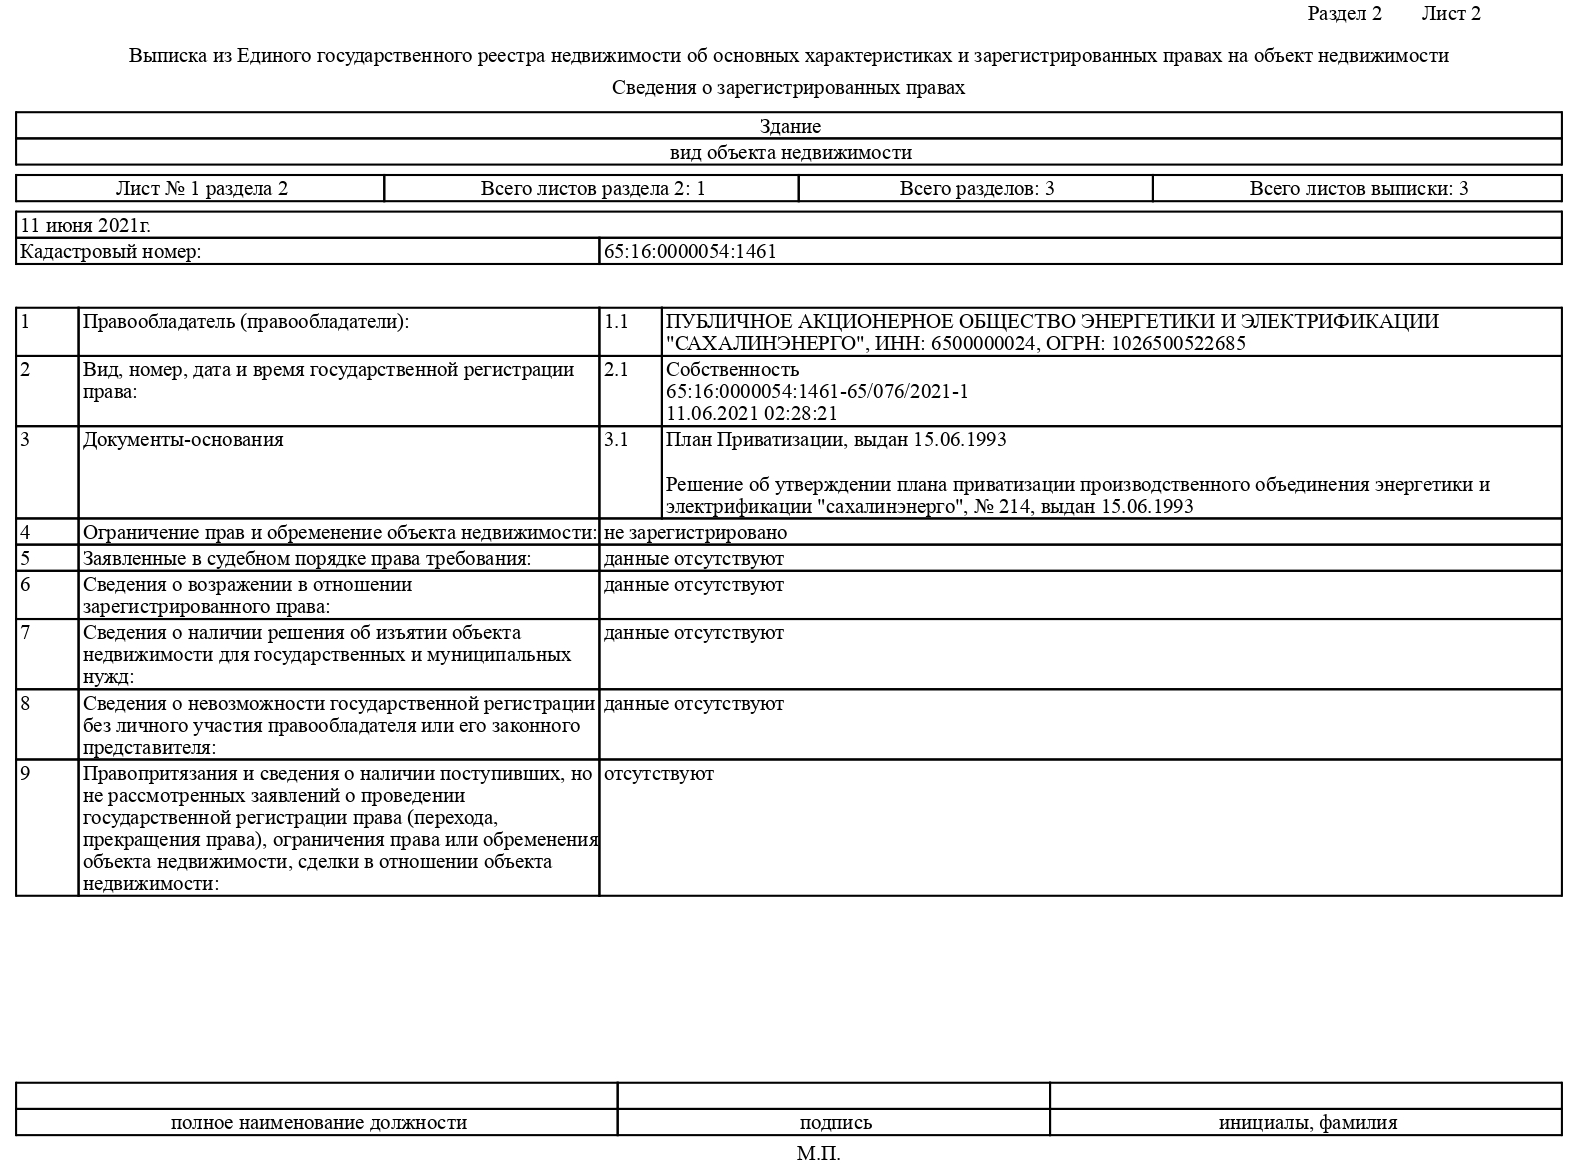 Раздел 2 Лист 2
Выписка из Единого государственного реестра недвижимости об основных характеристиках и зарегистрированных правах на объект недвижимости
Сведения о зарегистрированных правах
Здание
вид объекта недвижимости
Лист № 1 раздела 2 Всего листов раздела 2: 1 Всего разделов: 3 Всего листов выписки: 3
11 июня 2021г.
Кадастровый номер: 65:16:0000054:1461
1 Правообладатель (правообладатели): 1.1 ПУБЛИЧНОЕ АКЦИОНЕРНОЕ ОБЩЕСТВО ЭНЕРГЕТИКИ И ЭЛЕКТРИФИКАЦИИ
"САХАЛИНЭНЕРГО", ИНН: 6500000024, ОГРН: 1026500522685
2 Вид, номер, дата и время государственной регистрации 2.1 Собственность
права: 65:16:0000054:1461-65/076/2021-1
11.06.2021 02:28:21
3 Документы-основания 3.1 План Приватизации, выдан 15.06.1993
Решение об утверждении плана приватизации производственного объединения энергетики и
электрификации "сахалинэнерго", № 214, выдан 15.06.1993
4 Ограничение прав и обременение объекта недвижимости: не зарегистрировано
5 Заявленные в судебном порядке права требования: данные отсутствуют
6 Сведения о возражении в отношении данные отсутствуют
зарегистрированного права:
7 Сведения о наличии решения об изъятии объекта данные отсутствуют
недвижимости для государственных и муниципальных
нужд:
8 Сведения о невозможности государственной регистрации данные отсутствуют
без личного участия правообладателя или его законного
представителя:
9 Правопритязания и сведения о наличии поступивших, но отсутствуют
не рассмотренных заявлений о проведении
государственной регистрации права (перехода,
прекращения права), ограничения права или обременения
объекта недвижимости, сделки в отношении объекта
недвижимости:
полное наименование должности подпись инициалы, фамилия
М.П.